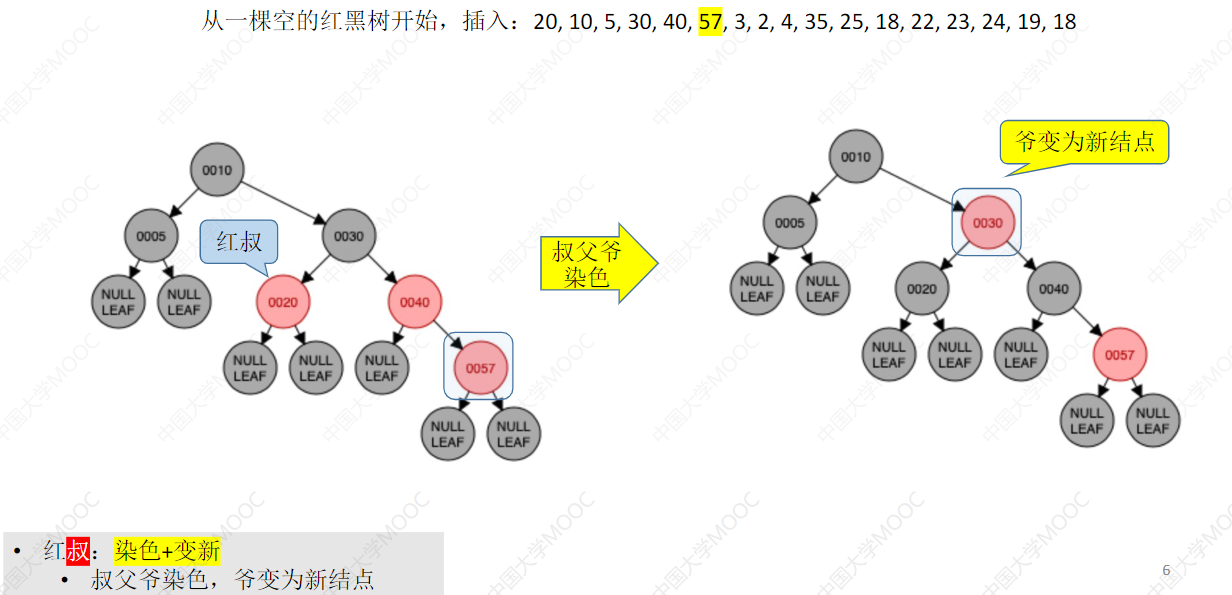 从一棵空的红黑树开始，插入：20, 10, 5, 30, 40, 57, 3, 2, 4, 35, 25, 18, 22, 23, 24, 19, 18
0010
0005
红叔
0030
NULL
LEAF
NULL
LEAF
0020
0040
NULL
LEAF
NULL
LEAF
NULL
LEAF
0057
NULL
LEAF
NULL
LEAF
叔父爷
染色
爷变为新结点
0010
0005
0030
NULL
LEAF
NULL
LEAF
0020
0040
NULL
LEAF
NULL
LEAF
NULL
LEAF
0057
NULL
LEAF
NULL
LEAF
• 红叔：染色+变新
• 叔父爷染色，爷变为新结点
6
中国大学MOOC